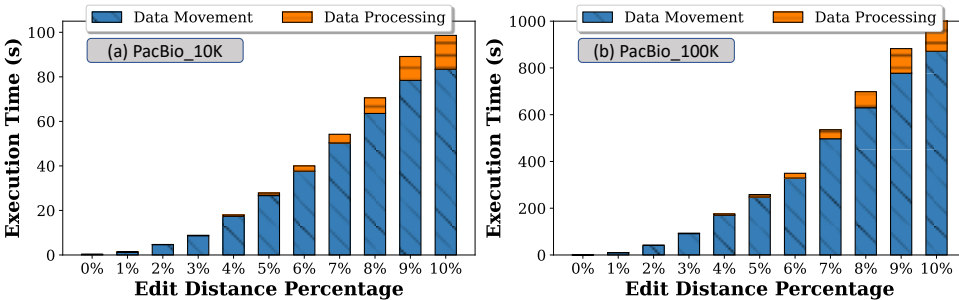 Data Movement Data Processing
(a) PacBio_10K
Execution Time (s)
100
80
60
40
20
0
0% 1% 2% 3% 4% 5% 6% 7% 8% 9% 10%
Edit Distance Percentage
Data Movement Data Processing
(b) PacBio_100K
Execution Time (s)
1000
800
600
400
200
0
0% 1% 2% 3% 4% 5% 6% 7% 8% 9% 10%
Edit Distance Percentage